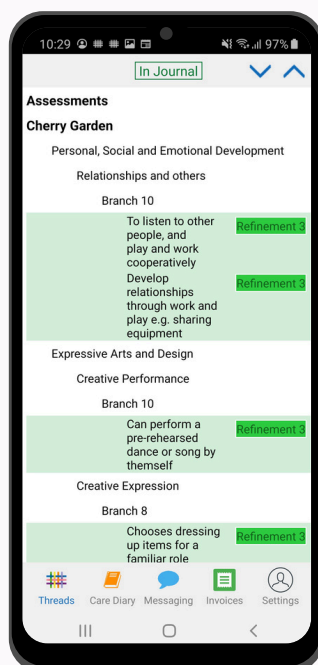 10:29 97%
In Journal
Assessments
Cherry Garden
Personal, Social and Emotional Development
Relationships and others
Branch 10
To listen to other Refinement 3
people, and
play and work
cooperatively
Develop Refinement 3
relationships
through work and
play e.g. sharing
equipment
Expressive Arts and Design
Creative Performance
Branch 10
Can perform a Refinement 3
pre-rehearsed
dance or song by
themself
Creative Expression
Branch 8
Chooses dressing Refinement 3
up items for a
familiar role
Threads Care Diary Messaging Invoices Settings